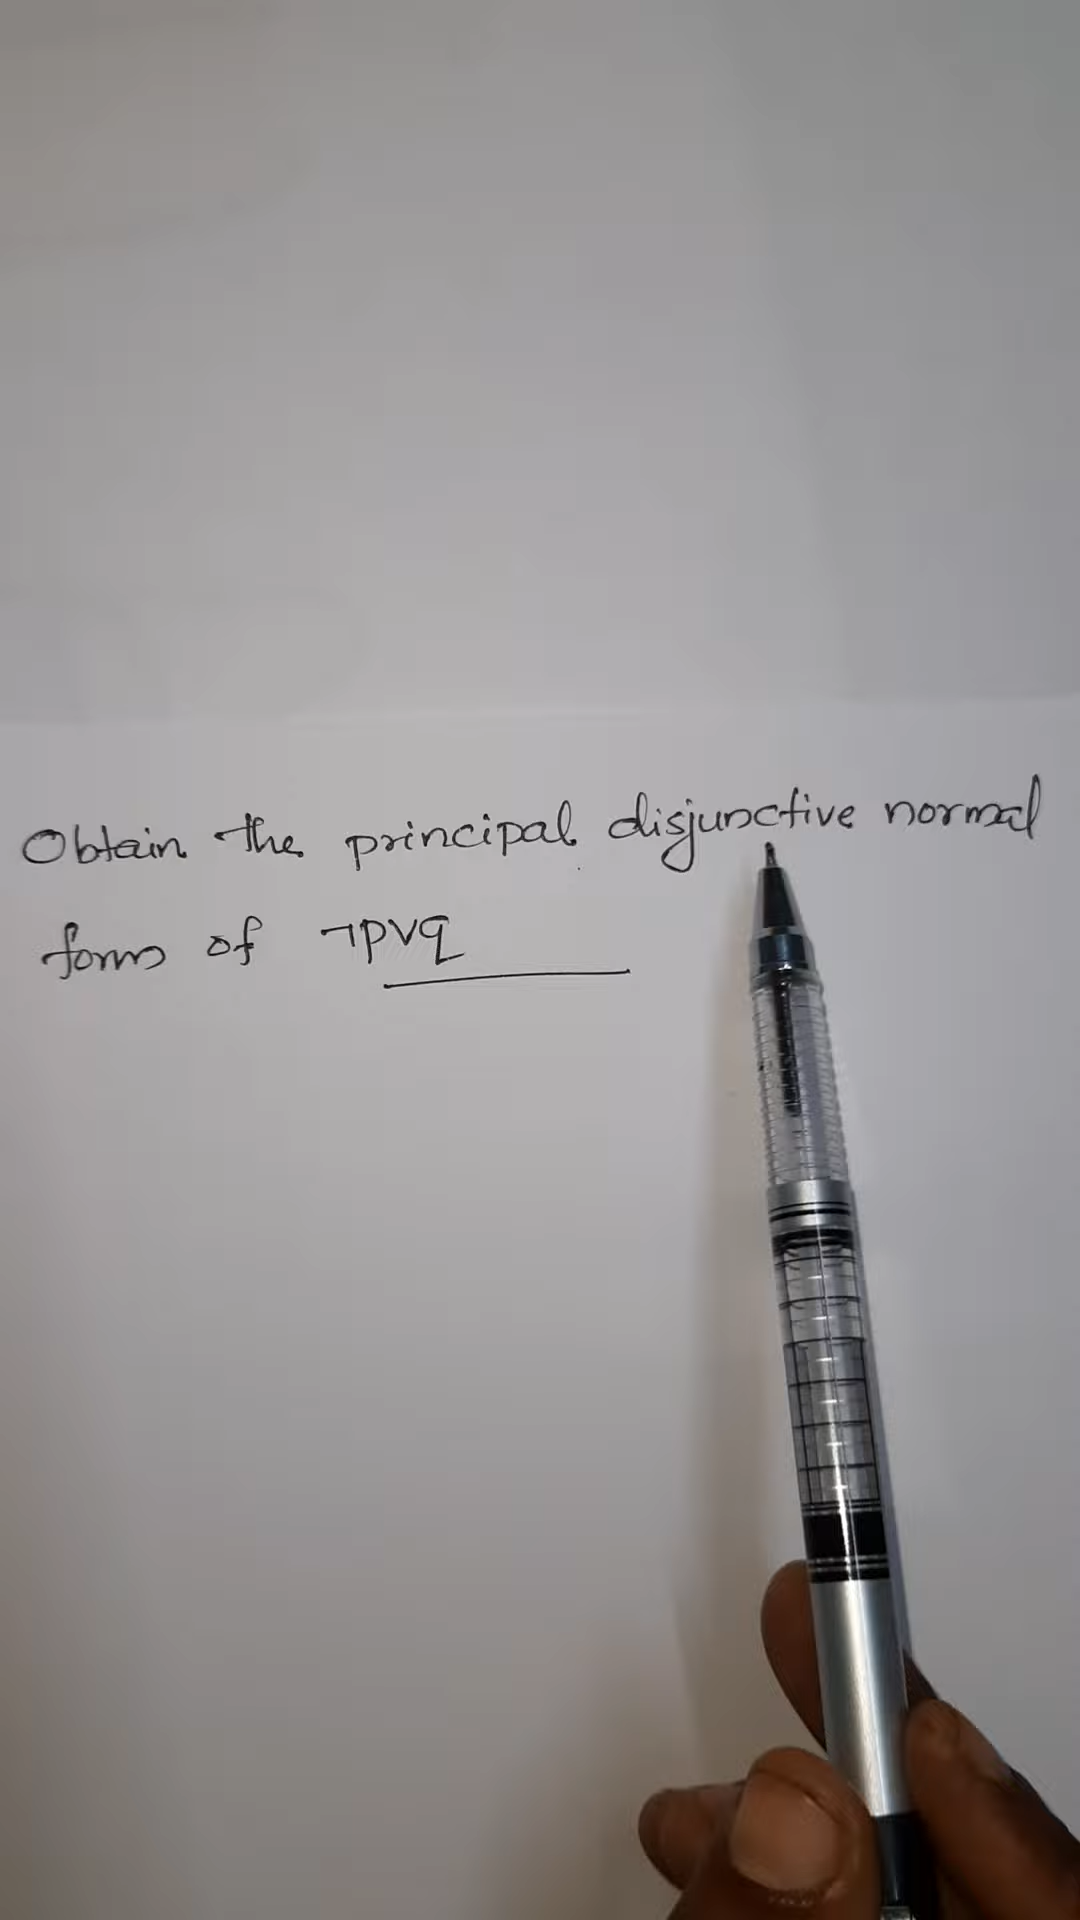 Obtain the principal disjunctive normal
form of ¬p∨q